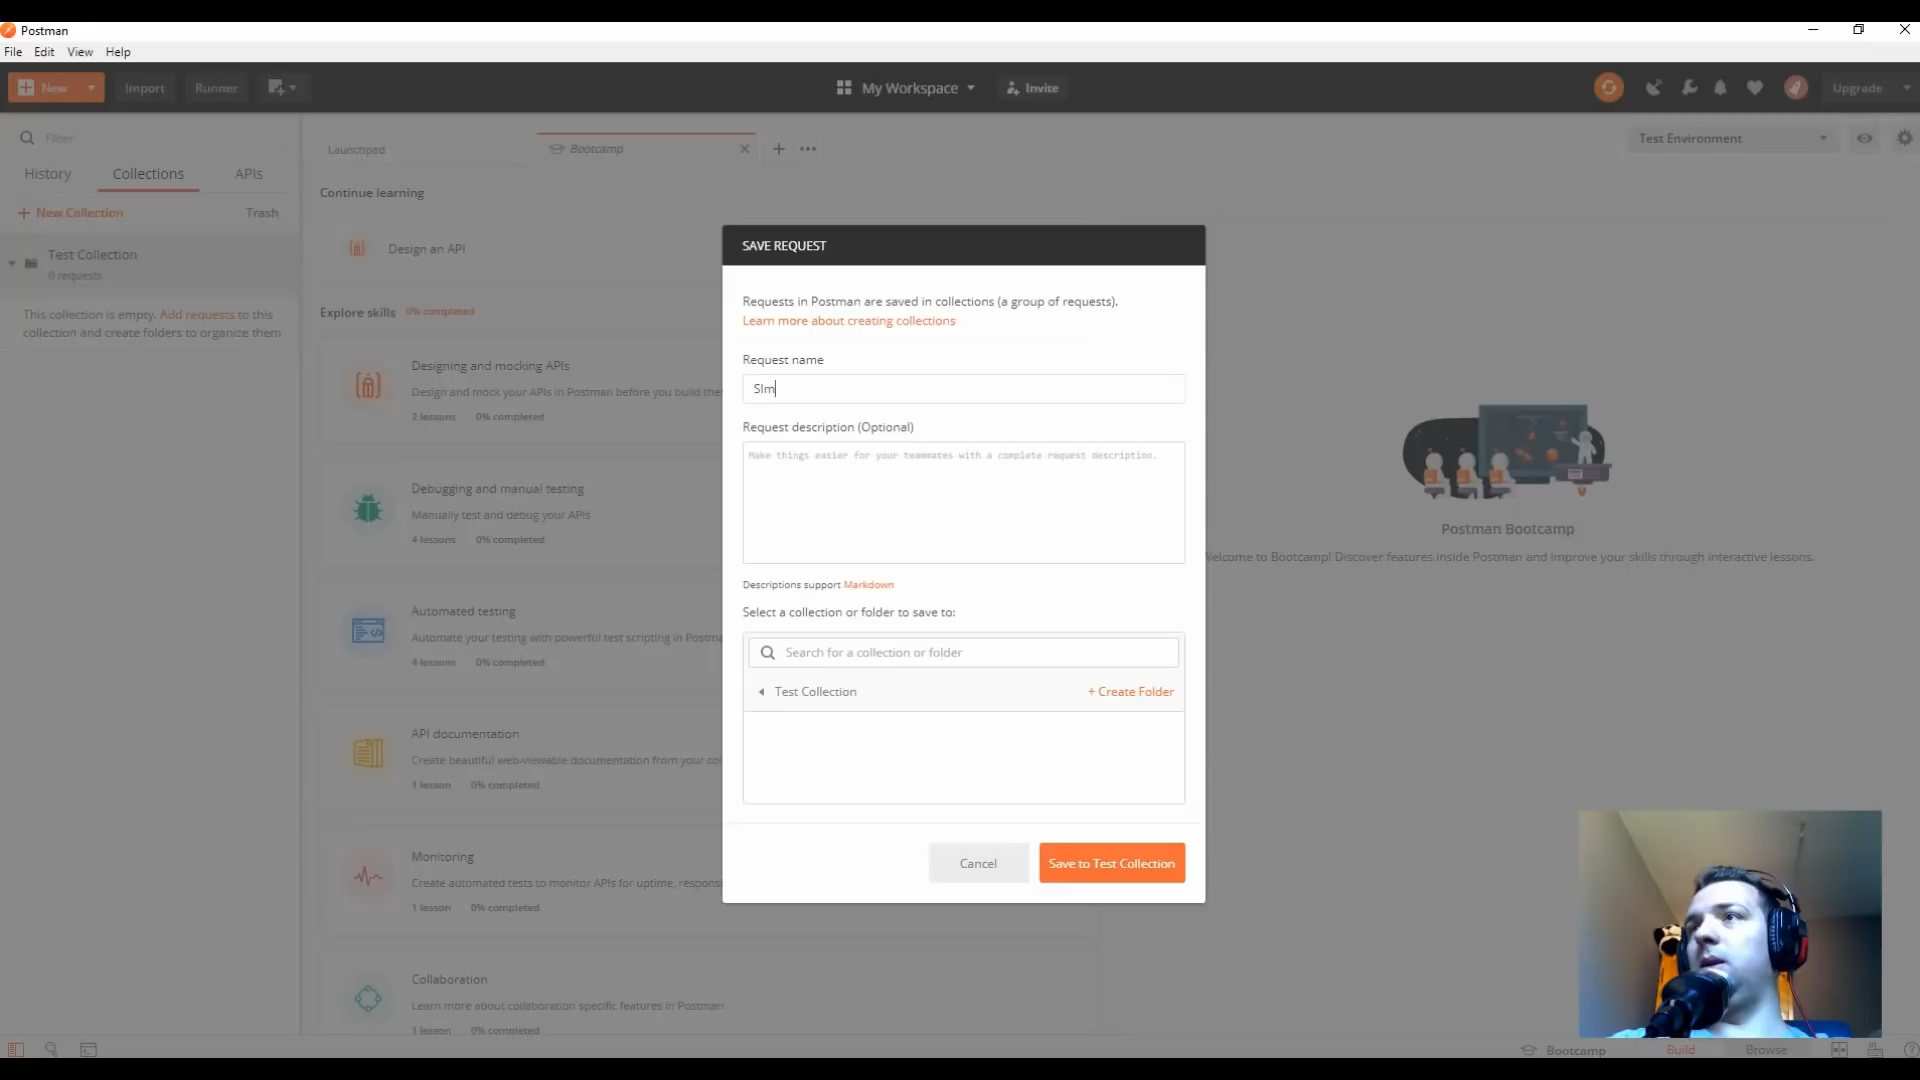 Postman
File Edit View Help
New Import Runner My Workspace Invite Upgrade
Filter
History Collections APIs
New Collection Trash
Test Collection
0 requests
This collection is empty. Add requests to this
collection and create folders to organize them
Launchpad Bootcamp
Test Environment
Continue learning
Design an API
Explore skills 0% completed
Designing and mocking APIs
Design and mock your APIs in Postman before you build the
2 lessons 0% completed
Debugging and manual testing
Manually test and debug your APIs
4 lessons 0% completed
Automated testing
Automate your testing with powerful test scripting in Postma
4 lessons 0% completed
API documentation
Create beautiful web-viewable documentation from your co
1 lesson 0% completed
Monitoring
Create automated tests to monitor APIs for uptime, responsi
1 lesson 0% completed
Collaboration
Learn more about collaboration specific features in Postman
1 lesson 0% completed
SAVE REQUEST
Requests in Postman are saved in collections (a group of requests).
Learn more about creating collections
Request name
SIm
Request description (Optional)
Make things easier for your teammates with a complete request description.
Descriptions support Markdown
Select a collection or folder to save to:
Search for a collection or folder
Test Collection + Create Folder
Cancel Save to Test Collection
Postman Bootcamp
elcome to Bootcamp! Discover features inside Postman and improve your skills through interactive lessons.
Bootcamp Build Browse